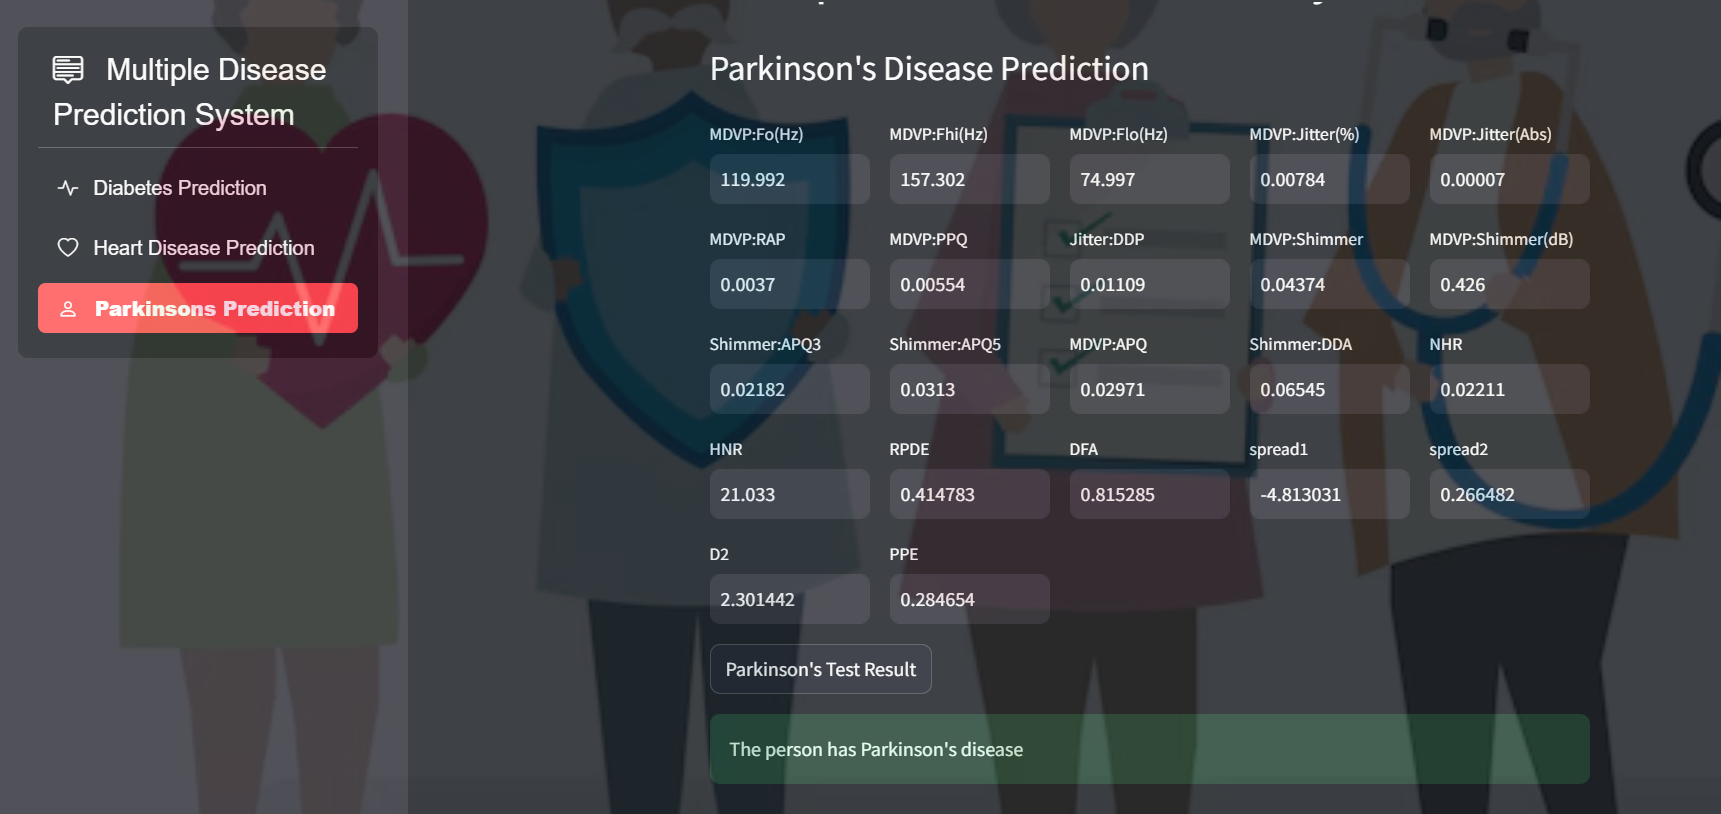 Multiple Disease
Prediction System
Diabetes Prediction
Heart Disease Prediction
Parkinsons Prediction
Parkinson's Disease Prediction
MDVP:Fo(Hz) MDVP:Fhi(Hz) MDVP:Flo(Hz) MDVP:Jitter(%) MDVP:Jitter(Abs)
119.992 157.302 74.997 0.00784 0.00007
MDVP:RAP MDVP:PPQ Jitter:DDP MDVP:Shimmer MDVP:Shimmer(dB)
0.0037 0.00554 0.01109 0.04374 0.426
Shimmer:APQ3 Shimmer:APQ5 MDVP:APQ Shimmer:DDA NHR
0.02182 0.0313 0.02971 0.06545 0.02211
HNR RPDE DFA spread1 spread2
21.033 0.414783 0.815285 -4.813031 0.266482
D2 PPE
2.301442 0.284654
Parkinson's Test Result
The person has Parkinson's disease